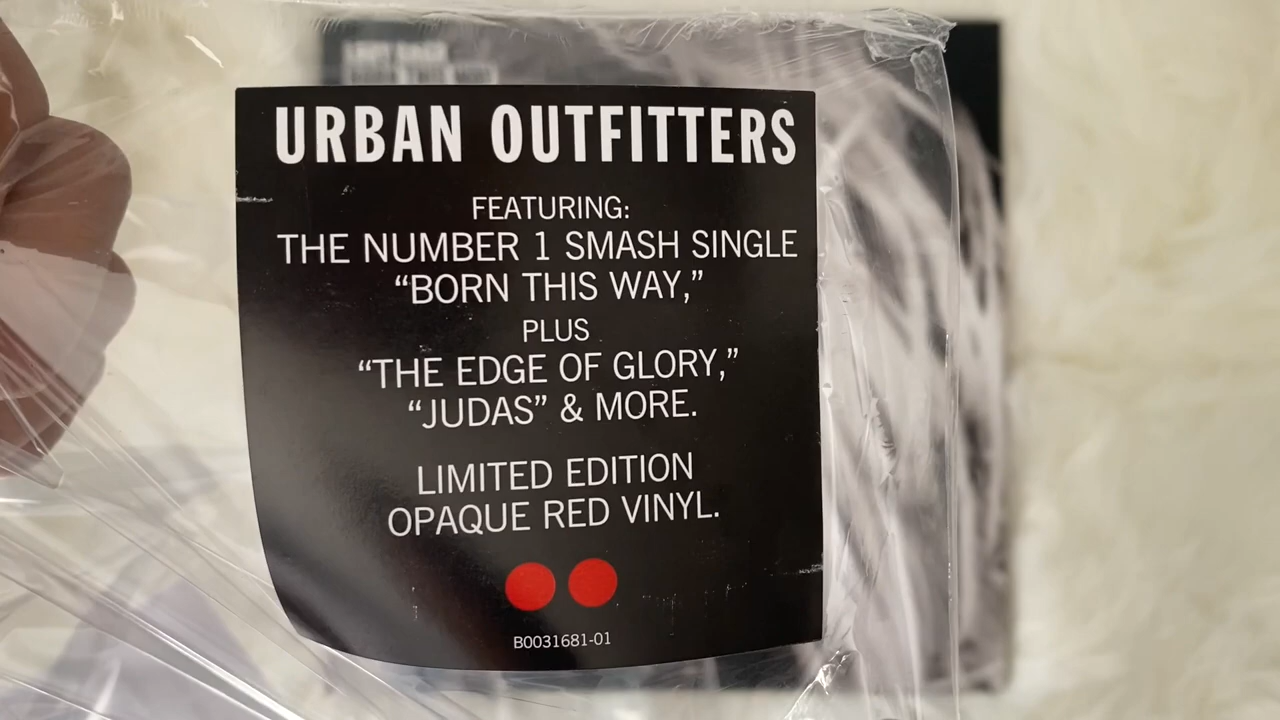 URBAN OUTFITTERS
FEATURING:
THE NUMBER 1 SMASH SINGLE
“BORN THIS WAY,”
PLUS
“THE EDGE OF GLORY,”
“JUDAS” & MORE.
LIMITED EDITION
OPAQUE RED VINYL.
B0031681-01